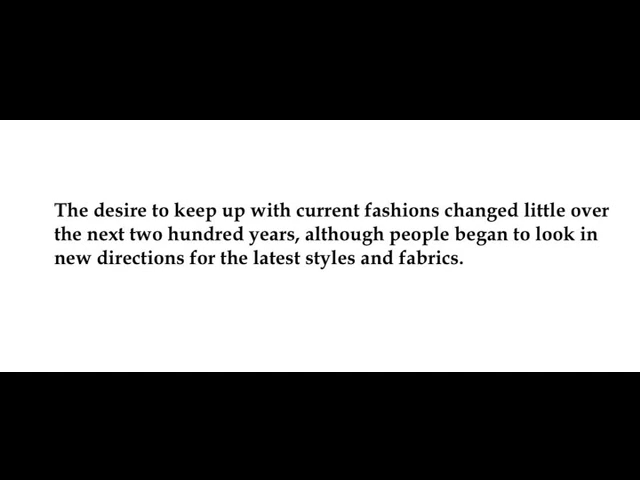 The desire to keep up with current fashions changed little over
the next two hundred years, although people began to look in
new directions for the latest styles and fabrics.